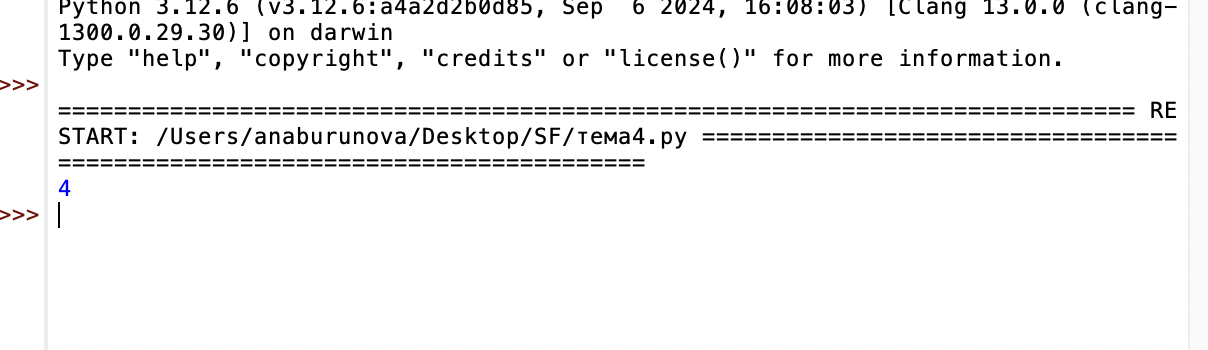 Python 3.12.6 (v3.12.6:a4a2d2b0d85, Sep  6 2024, 16:08:03) [Clang 13.0.0 (clang-
1300.0.29.30)] on darwin
Type "help", "copyright", "credits" or "license()" for more information.
>>>
============================================================================= RE
START: /Users/anaburunova/Desktop/SF/тема4.py ==================================
==========================================
4
>>>